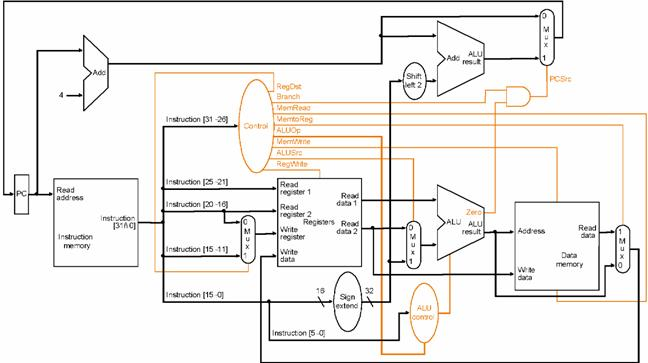 0
M
u
x
1
Add
ALU
result
Add
4
Shift
left 2
PCSrc
RegDst
Branch
MemRead
MemtoReg
ALUOp
MemWrite
ALUSrc
RegWrite
Control
Instruction [31 -26]
Instruction [25 -21]
Instruction [20 -16]
Instruction [15 -11]
Instruction [15 -0]
Instruction [5 -0]
PC
Read
address
Instruction
memory
Instruction
0
M
u
x
1
Read
register 1
Read
register 2
Write
register
Write
data
Registers
Read
data 1
Read
data 2
0
M
u
x
1
Zero
ALU
ALU
result
Address
Write
data
Read
data
Data
memory
1
M
u
x
0
16
Sign
extend
32
ALU
control